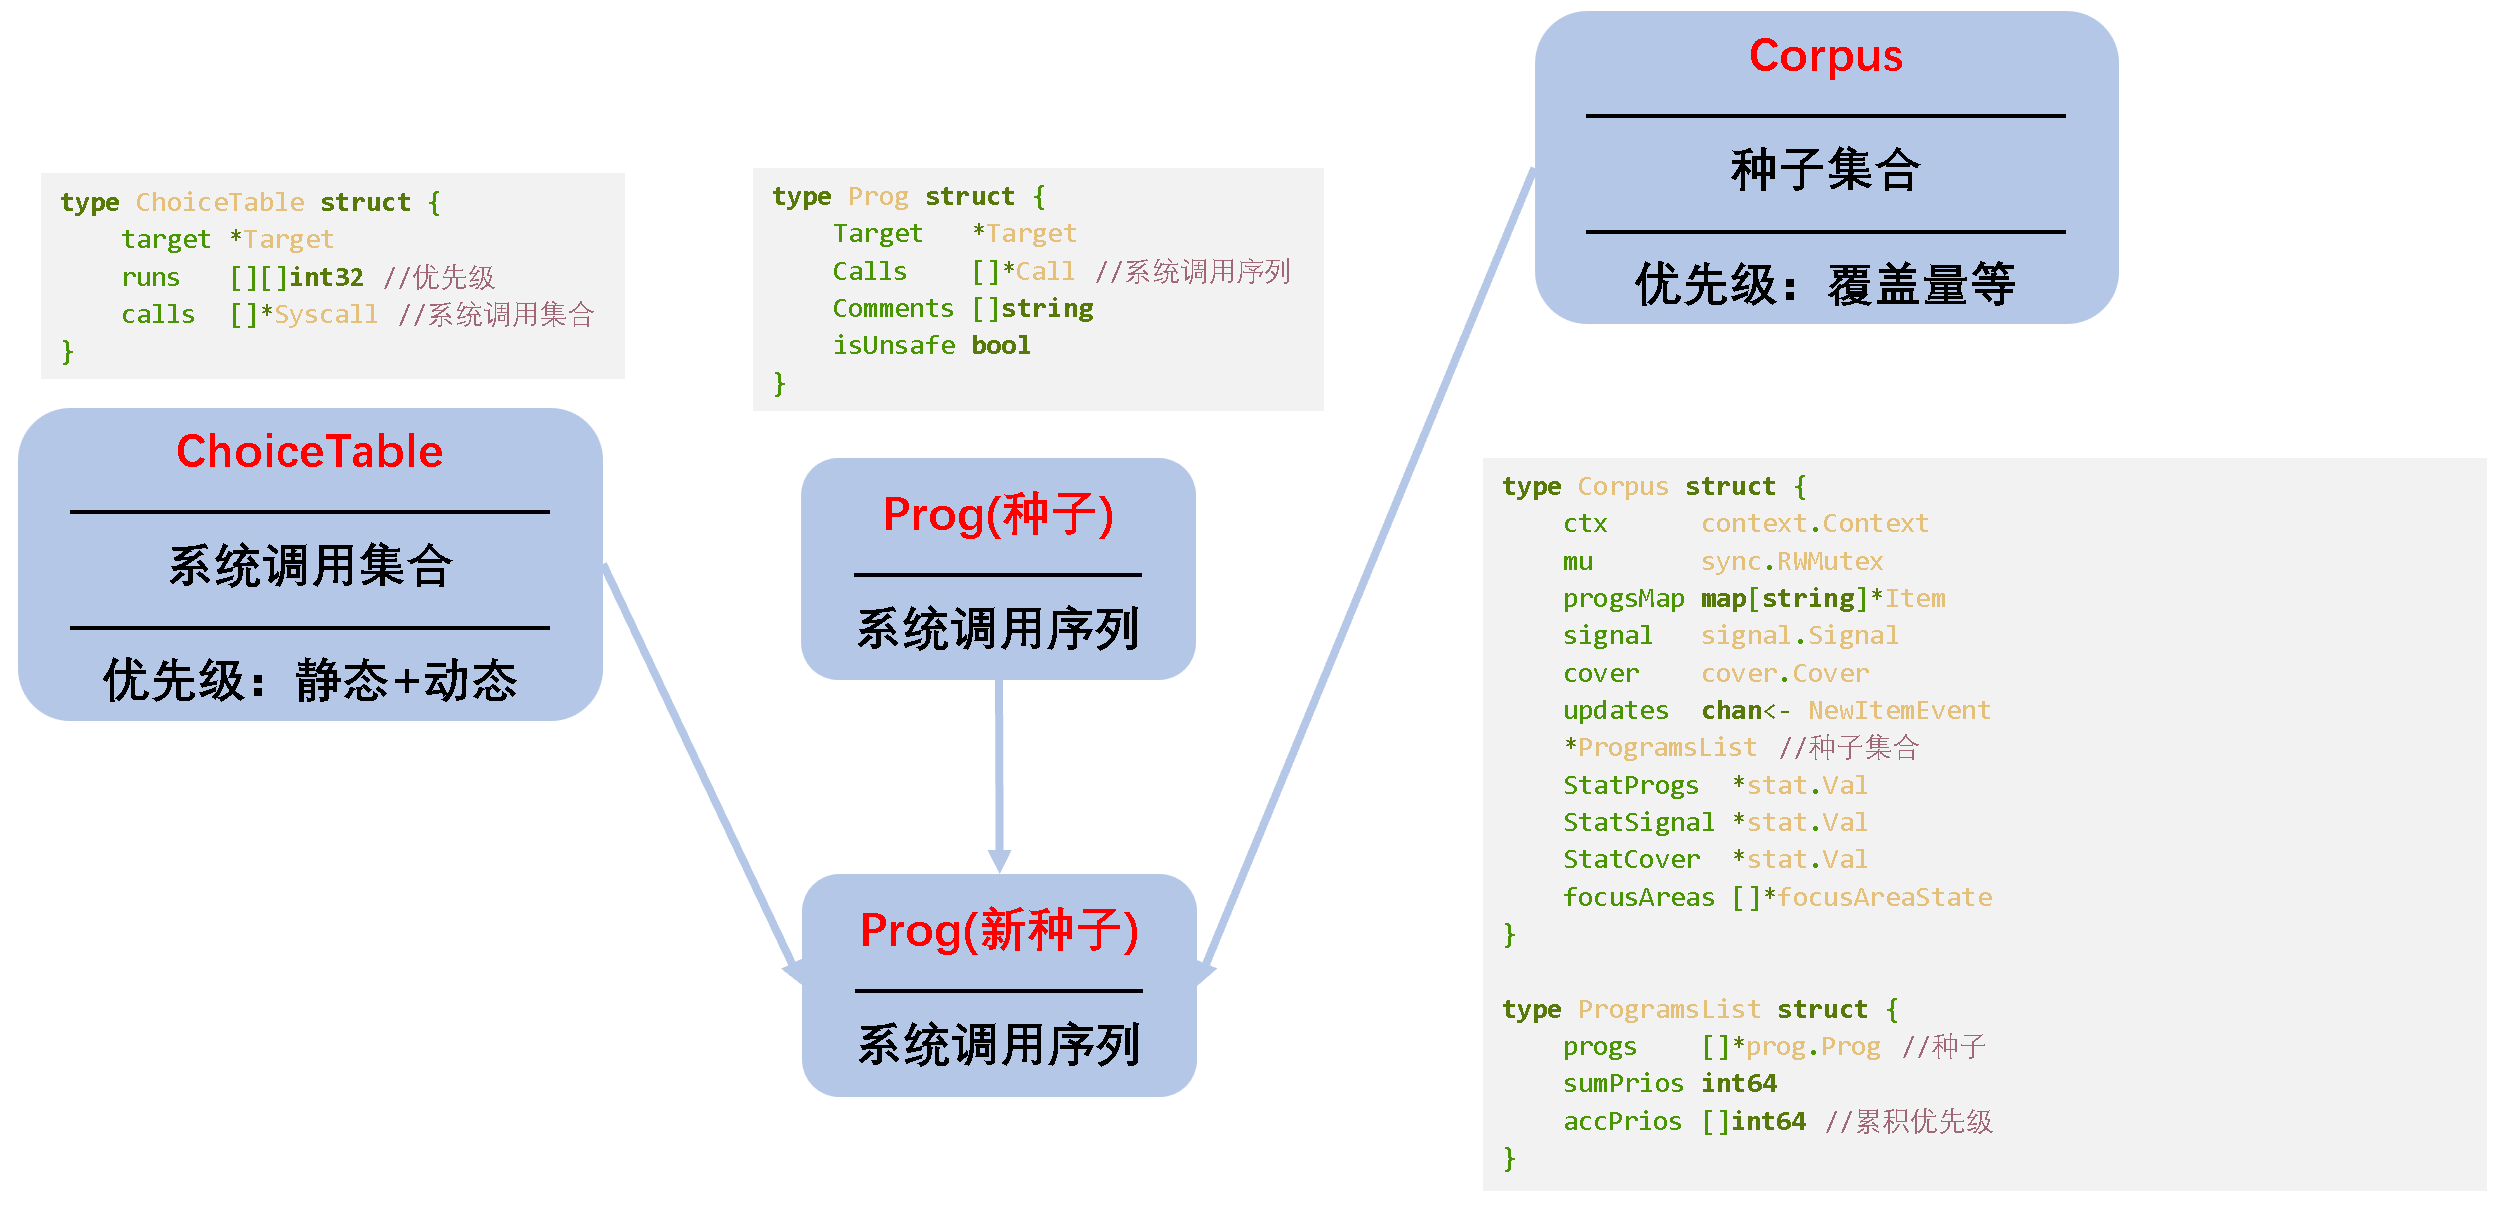 type ChoiceTable struct {
    target *Target
    runs   [][]int32 //优先级
    calls  []*Syscall //系统调用集合
}
ChoiceTable
系统调用集合
优先级：静态+动态
type Prog struct {
    Target   *Target
    Calls    []*Call //系统调用序列
    Comments []string
    isUnsafe bool
}
Prog(种子)
系统调用序列
Prog(新种子)
系统调用序列
Corpus
种子集合
优先级：覆盖量等
type Corpus struct {
    ctx      context.Context
    mu       sync.RWMutex
    progsMap map[string]*Item
    signal   signal.Signal
    cover    cover.Cover
    updates  chan<- NewItemEvent
    *ProgramsList //种子集合
    StatProgs  *stat.Val
    StatSignal *stat.Val
    StatCover  *stat.Val
    focusAreas []*focusAreaState
}
type ProgramsList struct {
    progs    []*prog.Prog //种子
    sumPrios int64
    accPrios []int64 //累积优先级
}